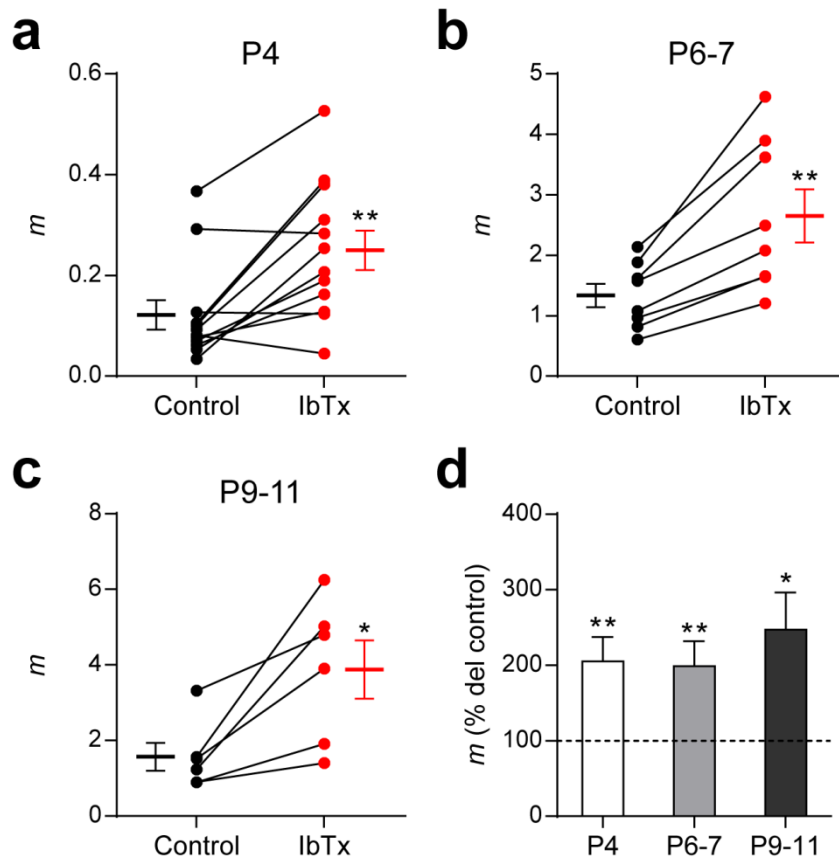 a
P4
0.6
0.4
0.2
0.0
m
**
Control
IbTx
b
P6-7
5
4
3
2
1
0
m
**
Control
IbTx
c
P9-11
8
6
4
2
0
m
*
Control
IbTx
d
400
300
200
100
0
m (% del control)
**
**
*
P4
P6-7
P9-11